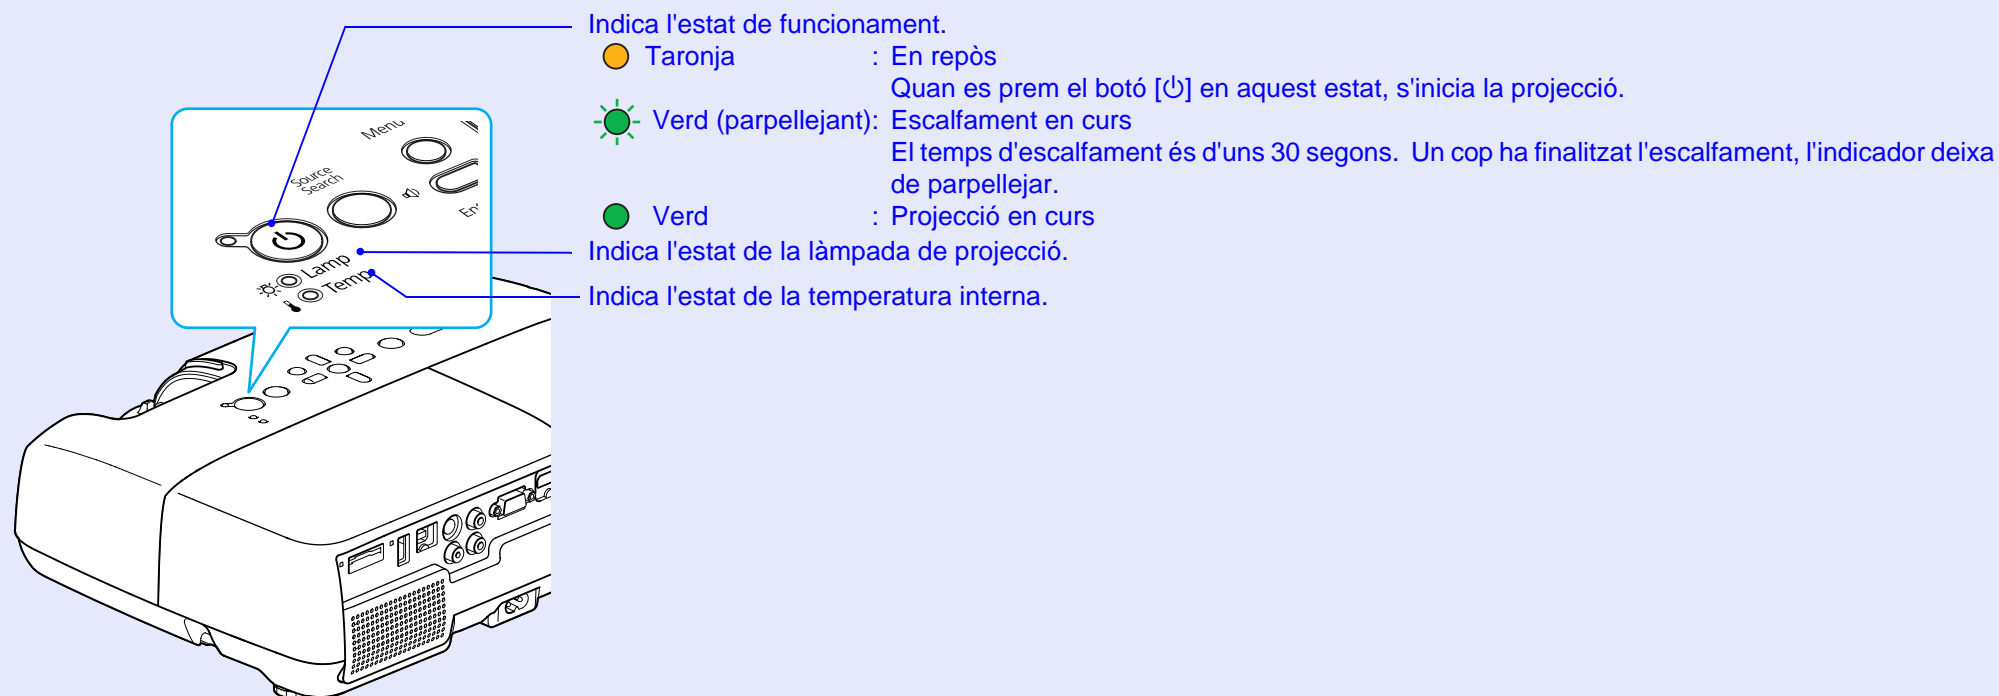 Indica l'estat de funcionament.
Taronja : En repòs
Quan es prem el botó [⏻] en aquest estat, s'inicia la projecció.
Verd (parpellejant): Escalfament en curs
El temps d'escalfament és d'uns 30 segons. Un cop ha finalitzat l'escalfament, l'indicador deixa
de parpellejar.
Verd : Projecció en curs
Indica l'estat de la làmpada de projecció.
Indica l'estat de la temperatura interna.
Menu
Source
Search
Lamp
Temp